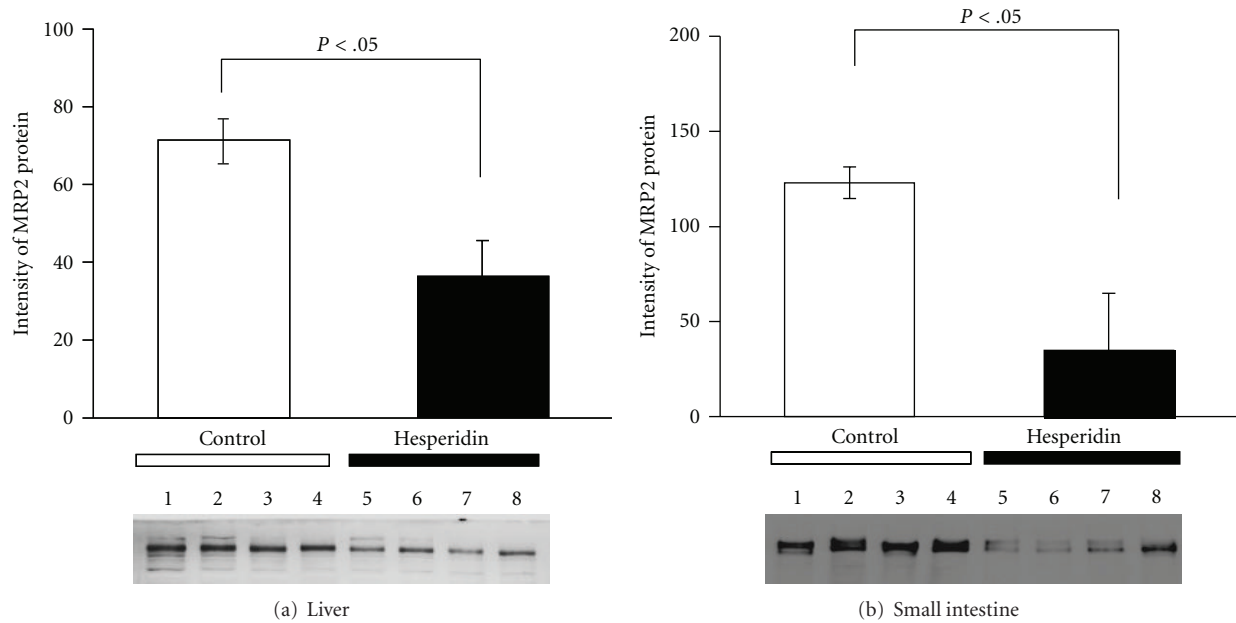 100
80
60
40
20
0
Intensity of MRP2 protein
P < .05
Control
Hesperidin
1 2 3 4 5 6 7 8
(a) Liver
200
150
100
50
0
Intensity of MRP2 protein
P < .05
Control
Hesperidin
1 2 3 4 5 6 7 8
(b) Small intestine